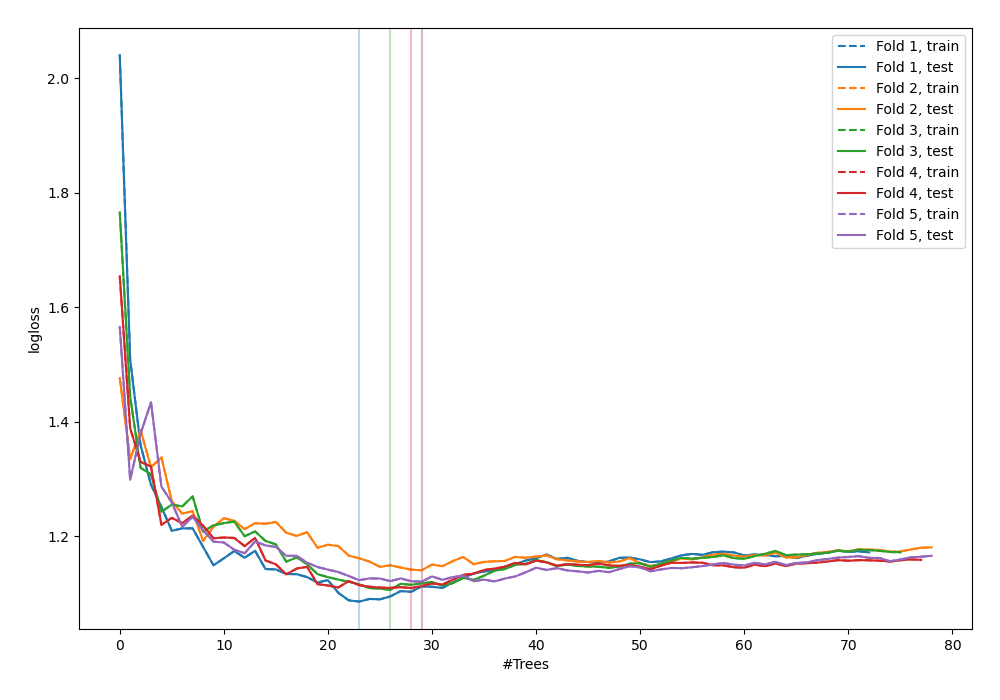 2.0
1.8
1.6
1.4
1.2
logloss
0
10
20
30
40
50
60
70
80
#Trees
Fold 1, train
Fold 1, test
Fold 2, train
Fold 2, test
Fold 3, train
Fold 3, test
Fold 4, train
Fold 4, test
Fold 5, train
Fold 5, test